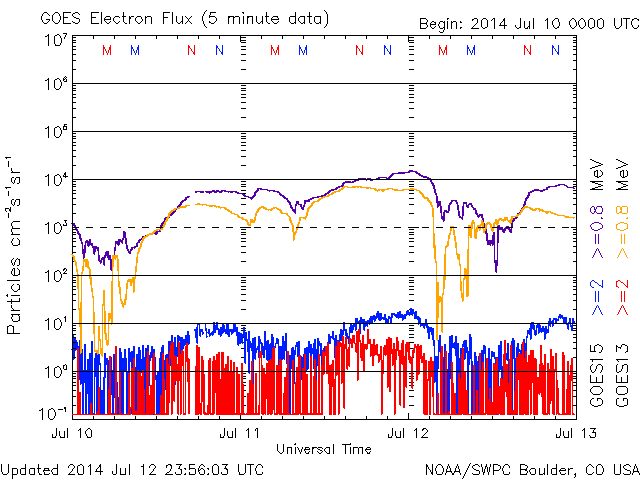 GOES Electron Flux (5 minute data)
Begin: 2014 Jul 10 0000 UTC
M M N N M M N N M M N N
10⁷
10⁶
10⁵
10⁴
10³
10²
10¹
10⁰
10⁻¹
Particles cm⁻²s⁻¹sr⁻¹
Jul 10 Jul 11 Jul 12 Jul 13
Universal Time
GOES15 >=2 >=0.8 MeV
GOES13 >=2 >=0.8 MeV
Updated 2014 Jul 12 23:56:03 UTC
NOAA/SWPC Boulder, CO USA